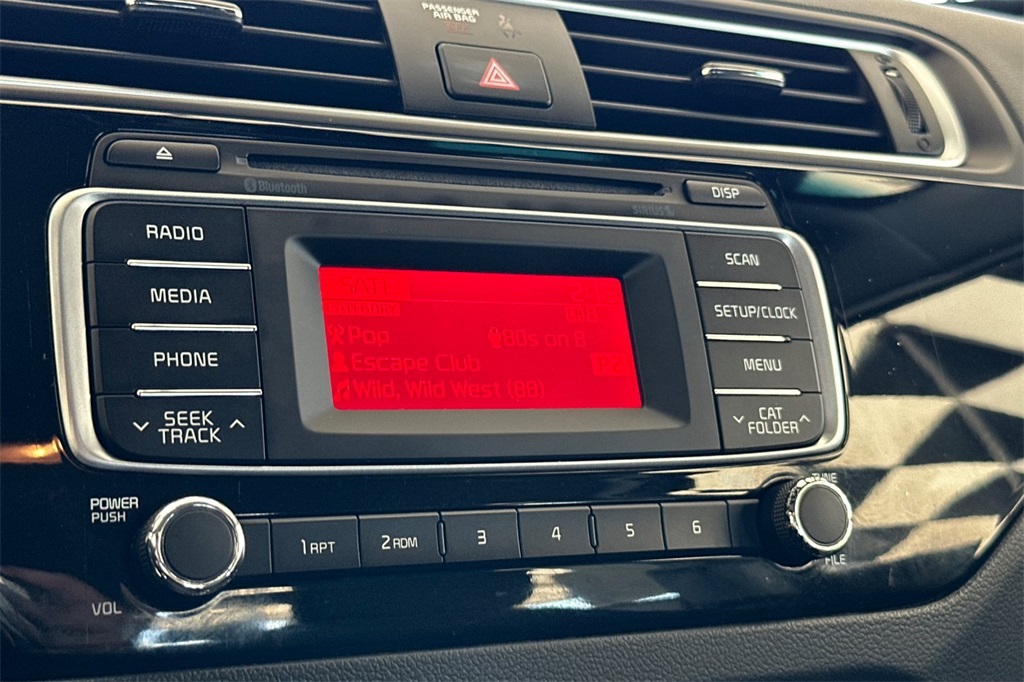 PASSENGER
AIR BAG
Bluetooth
DISP
SIRIUS
RADIO
MEDIA
PHONE
SEEK
TRACK
Pop
80s on 8
Escape Club
Wild, Wild West (88)
SCAN
SETUP/CLOCK
MENU
CAT
FOLDER
POWER
PUSH
VOL
1 RPT
2 RDM
3
4
5
6
TUNE
FILE